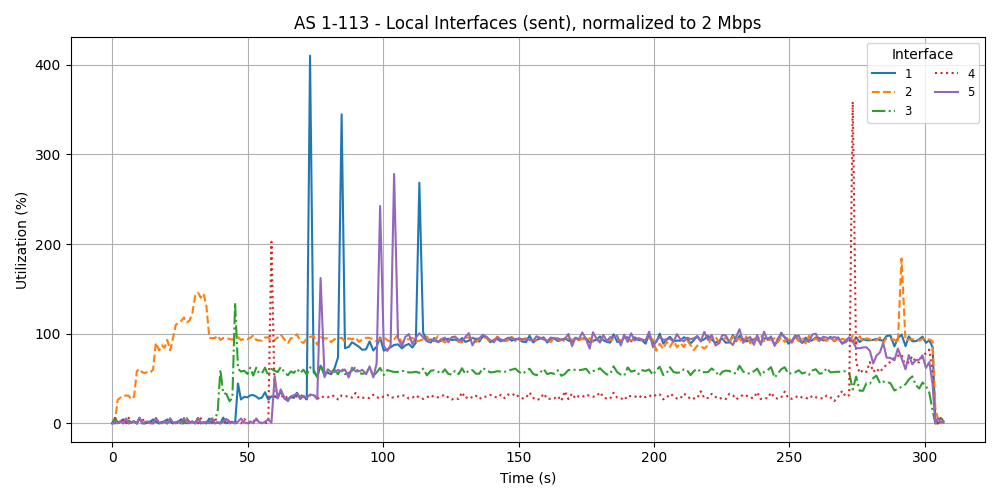 AS 1-113 - Local Interfaces (sent), normalized to 2 Mbps
Utilization (%)
400
300
200
100
0
0 50 100 150 200 250 300
Time (s)
Interface
1 4
2 5
3